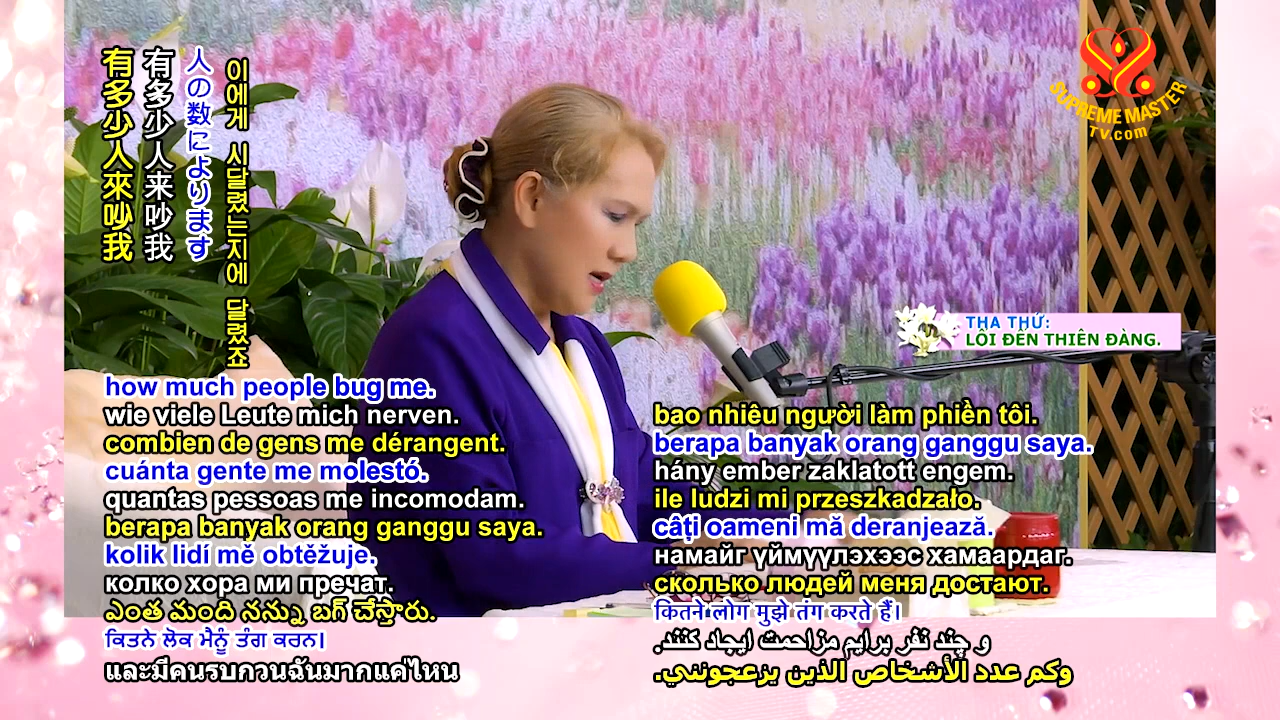 有多少人來吵我
有多少人来吵我
人の数によります
이에게 시달렸는지에 달렸죠
SUPREME MASTER
TV.com
THA THỨ:
LỐI ĐẾN THIÊN ĐÀNG.
how much people bug me.
wie viele Leute mich nerven.
combien de gens me dérangent.
cuánta gente me molestó.
quantas pessoas me incomodam.
berapa banyak orang ganggu saya.
kolik lidí mě obtěžuje.
колко хора ми пречат.
ఎంత మంది నన్ను బగ్ చేస్తారు.
ਕਿਤਨੇ ਲੋਕ ਮੈਨੂੰ ਤੰਗ ਕਰਨ।
และมีคนรบกวนฉันมากแค่ไหน
bao nhiêu người làm phiền tôi.
berapa banyak orang ganggu saya.
hány ember zaklatott engem.
ile ludzi mi przeszkadzało.
câți oameni mă deranjează.
намайг үймүүлэхээс хамаардаг.
сколько людей меня достают.
कितने लोग मुझे तंग करते हैं।
و چند نفر برایم مزاحمت ایجاد کنند.
وكم عدد الأشخاص الذين يزعجونني.